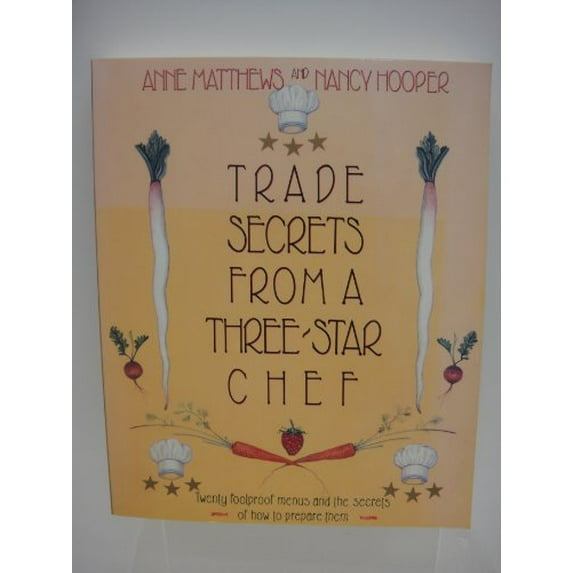 ANNE MATTHEWS AND NANCY HOOPER
TRADE
SECRETS
FROM A
THREE-STAR
CHEF
Twenty foolproof menus and the secrets
of how to prepare them